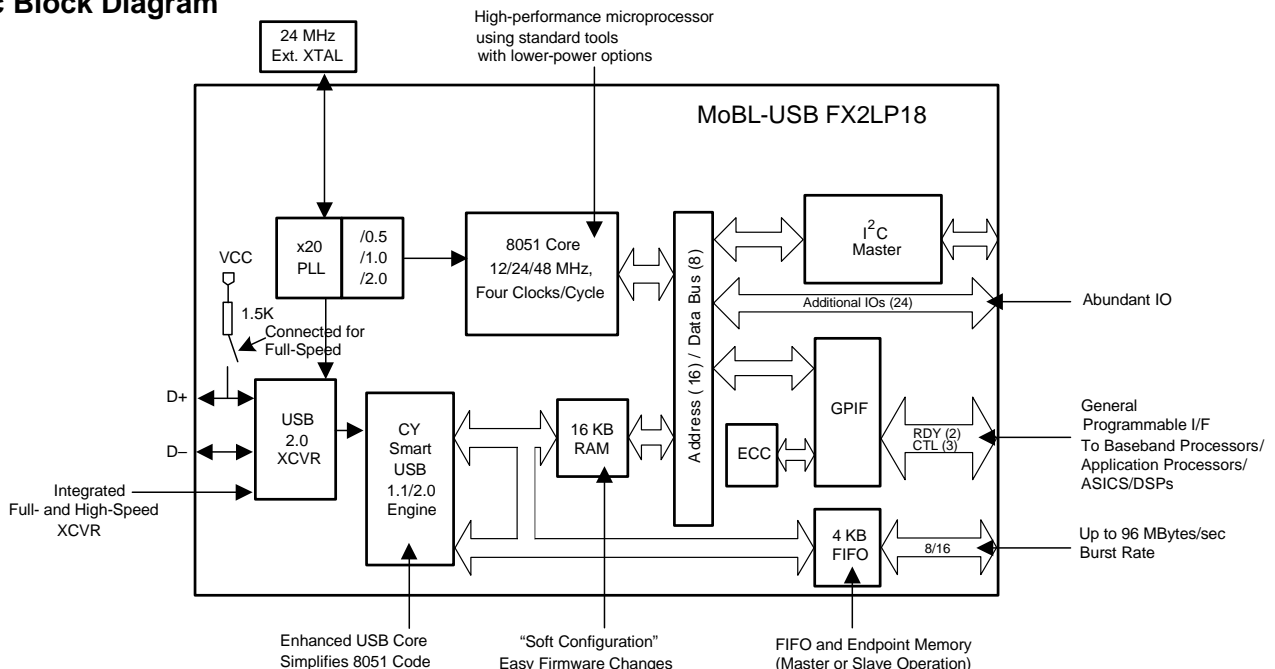 c Block Diagram
24 MHz
Ext. XTAL
High-performance microprocessor
using standard tools
with lower-power options
MoBL-USB FX2LP18
x20
PLL
/0.5
/1.0
/2.0
8051 Core
12/24/48 MHz,
Four Clocks/Cycle
I2C
Master
VCC
1.5K
Connected for
Full-Speed
Address (16) / Data Bus (8)
Additional IOs (24)
Abundant IO
D+
D–
USB
2.0
XCVR
CY
Smart
USB
1.1/2.0
Engine
16 KB
RAM
ECC
GPIF
RDY (2)
CTL (3)
General
Programmable I/F
To Baseband Processors/
Application Processors/
ASICS/DSPs
Integrated
Full- and High-Speed
XCVR
4 KB
FIFO
8/16
Up to 96 MBytes/sec
Burst Rate
Enhanced USB Core
Simplifies 8051 Code
“Soft Configuration”
Easy Firmware Changes
FIFO and Endpoint Memory
(Master or Slave Operation)